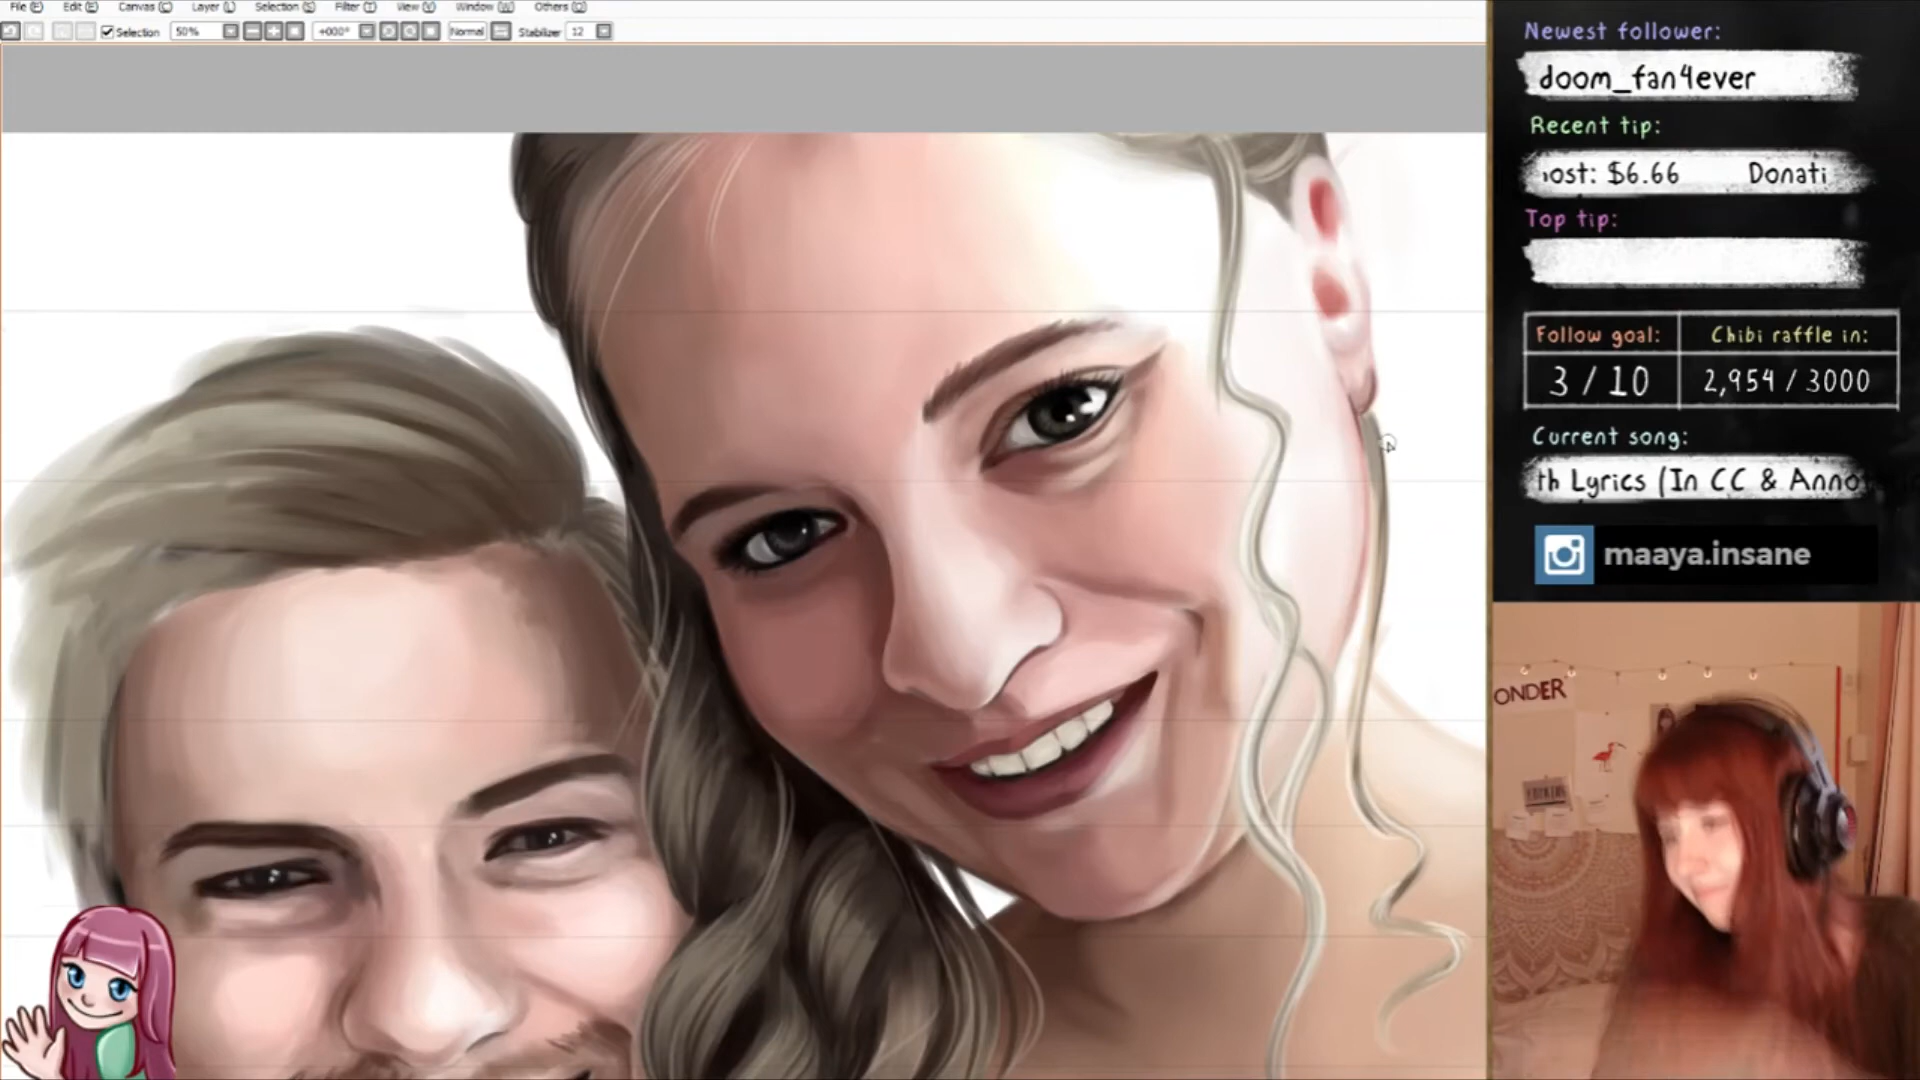 File (F) Edit (E) Canvas (C) Layer (L) Selection (S) Filter (T) View (V) Window (W) Others (O)
Selection 50% +000° Normal Stabilizer 12
Newest follower:
doom_fan4ever
Recent tip:
ost: $6.66 Donati
Top tip:
Follow goal: Chibi raffle in:
3 / 10 2,954 / 3000
Current song:
th Lyrics (In CC & Anno
maaya.insane
ONDER